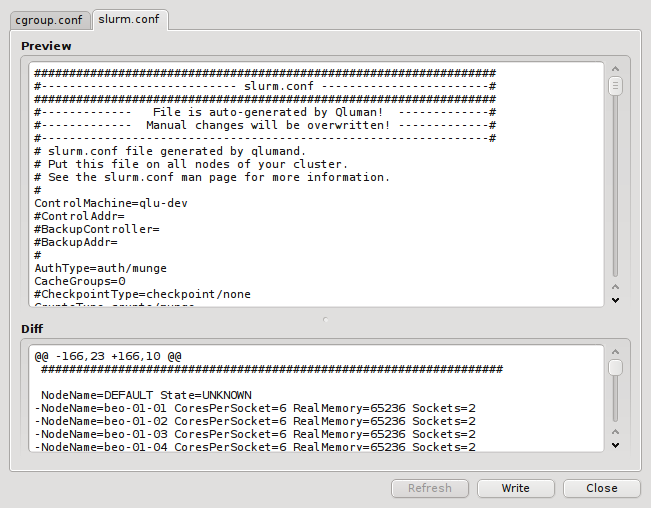 cgroup.conf
slurm.conf
Preview
##################################################################
#---------------------------- slurm.conf ------------------------#
##################################################################
#------------- File is auto-generated by Qluman! -------------#
#------------- Manual changes will be overwritten! -------------#
#----------------------------------------------------------------#
# slurm.conf file generated by qlumand.
# Put this file on all nodes of your cluster.
# See the slurm.conf man page for more information.
#
ControlMachine=qlu-dev
#ControlAddr=
#BackupController=
#BackupAddr=
#
AuthType=auth/munge
CacheGroups=0
#CheckpointType=checkpoint/none
CryptoType=crypto/munge
Diff
@@ -166,23 +166,10 @@
##################################################################
NodeName=DEFAULT State=UNKNOWN
-NodeName=beo-01-01 CoresPerSocket=6 RealMemory=65236 Sockets=2
-NodeName=beo-01-02 CoresPerSocket=6 RealMemory=65236 Sockets=2
-NodeName=beo-01-03 CoresPerSocket=6 RealMemory=65236 Sockets=2
-NodeName=beo-01-04 CoresPerSocket=6 RealMemory=65236 Sockets=2
Refresh
Write
Close